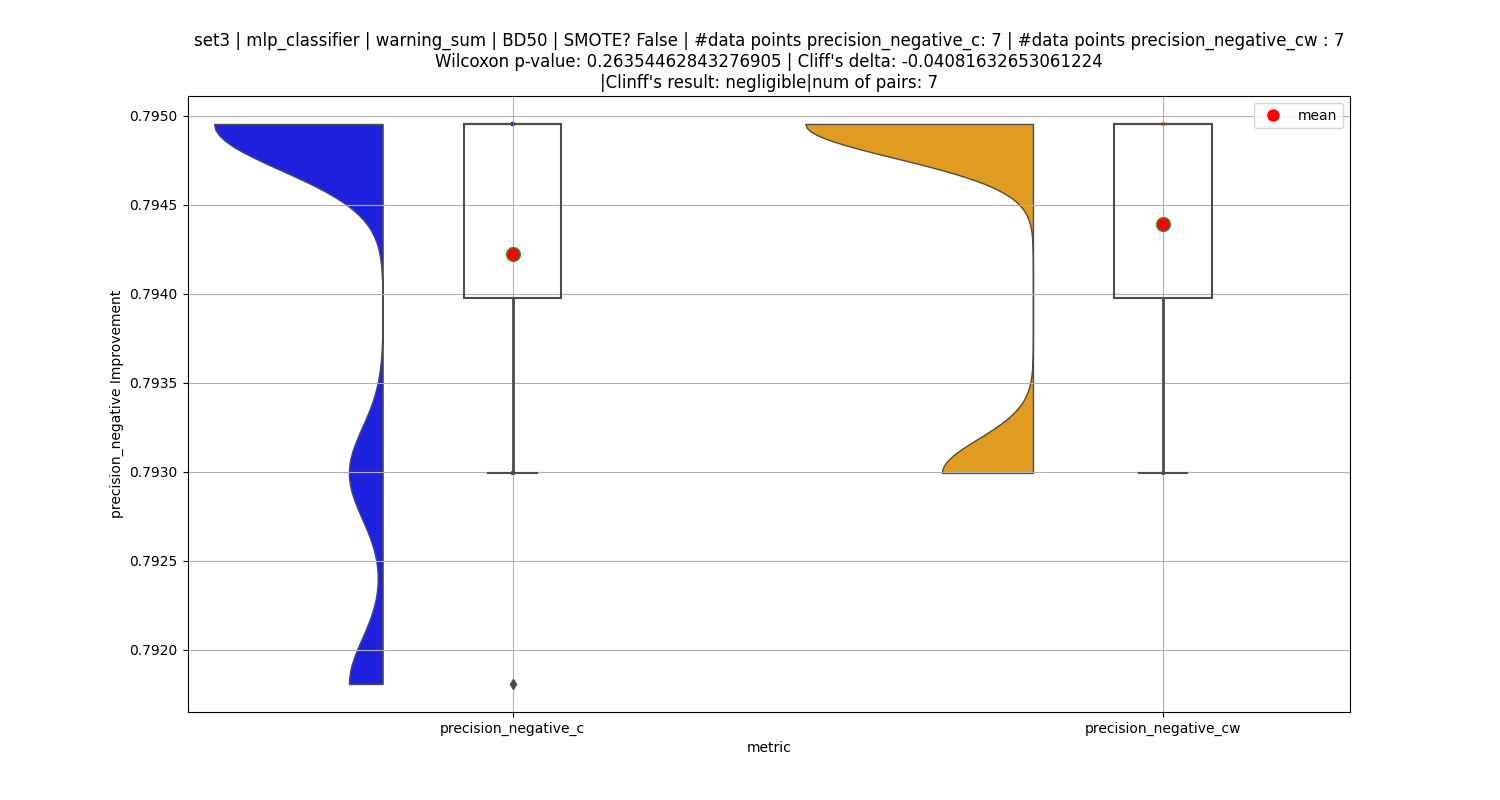 set3 | mlp_classifier | warning_sum | BD50 | SMOTE? False | #data points precision_negative_c: 7 | #data points precision_negative_cw : 7
Wilcoxon p-value: 0.26354462843276905 | Cliff's delta: -0.04081632653061224
|Clinff's result: negligible|num of pairs: 7
mean
0.7950
0.7945
0.7940
0.7935
0.7930
0.7925
0.7920
precision_negative Improvement
precision_negative_c
precision_negative_cw
metric